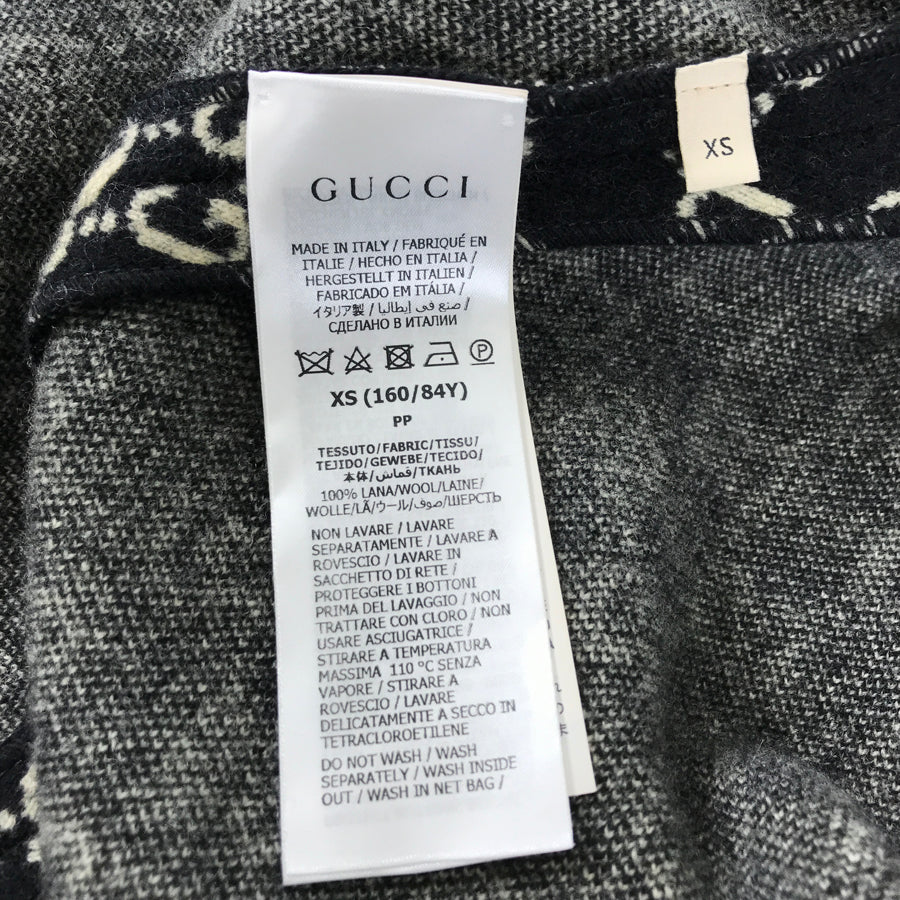 GUCCI
MADE IN ITALY / FABRIQUÉ EN
ITALIE / HECHO EN ITALIA /
HERGESTELLT IN ITALIEN /
FABRICADO EM ITÁLIA /
イタリア製 / صنع في إيطاليا /
СДЕЛАНО В ИТАЛИИ
P
XS (160/84Y)
PP
TESSUTO/FABRIC/TISSU/
TEJIDO/GEWEBE/TECIDO/
本体/قماش/ТКАНЬ
100% LANA/WOOL/LAINE/
WOLLE/LÃ/ウール/صوف/ШЕРСТЬ
NON LAVARE / LAVARE
SEPARATAMENTE / LAVARE A
ROVESCIO / LAVARE IN
SACCHETTO DI RETE /
PROTEGGERE I BOTTONI
PRIMA DEL LAVAGGIO / NON
TRATTARE CON CLORO / NON
USARE ASCIUGATRICE /
STIRARE A TEMPERATURA
MASSIMA 110 °C SENZA
VAPORE / STIRARE A
ROVESCIO / LAVARE
DELICATAMENTE A SECCO IN
TETRACLOROETILENE
DO NOT WASH / WASH
SEPARATELY / WASH INSIDE
OUT / WASH IN NET BAG /
XS